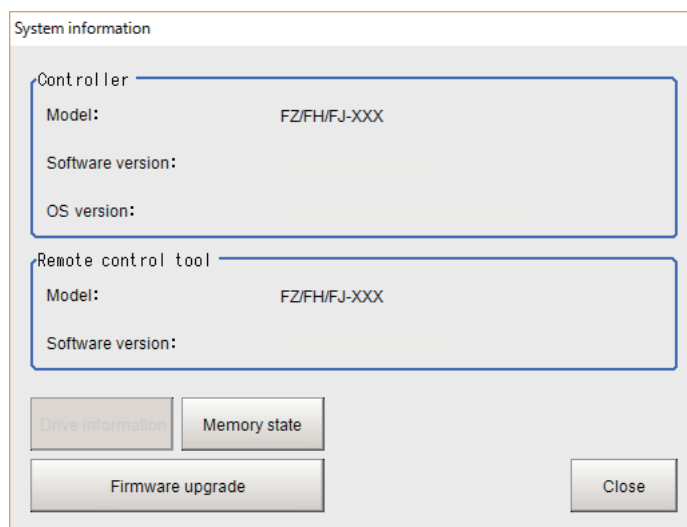 System information
Controller
Model: FZ/FH/FJ-XXX
Software version:
OS version:
Remote control tool
Model: FZ/FH/FJ-XXX
Software version:
Drive information Memory state
Firmware upgrade Close